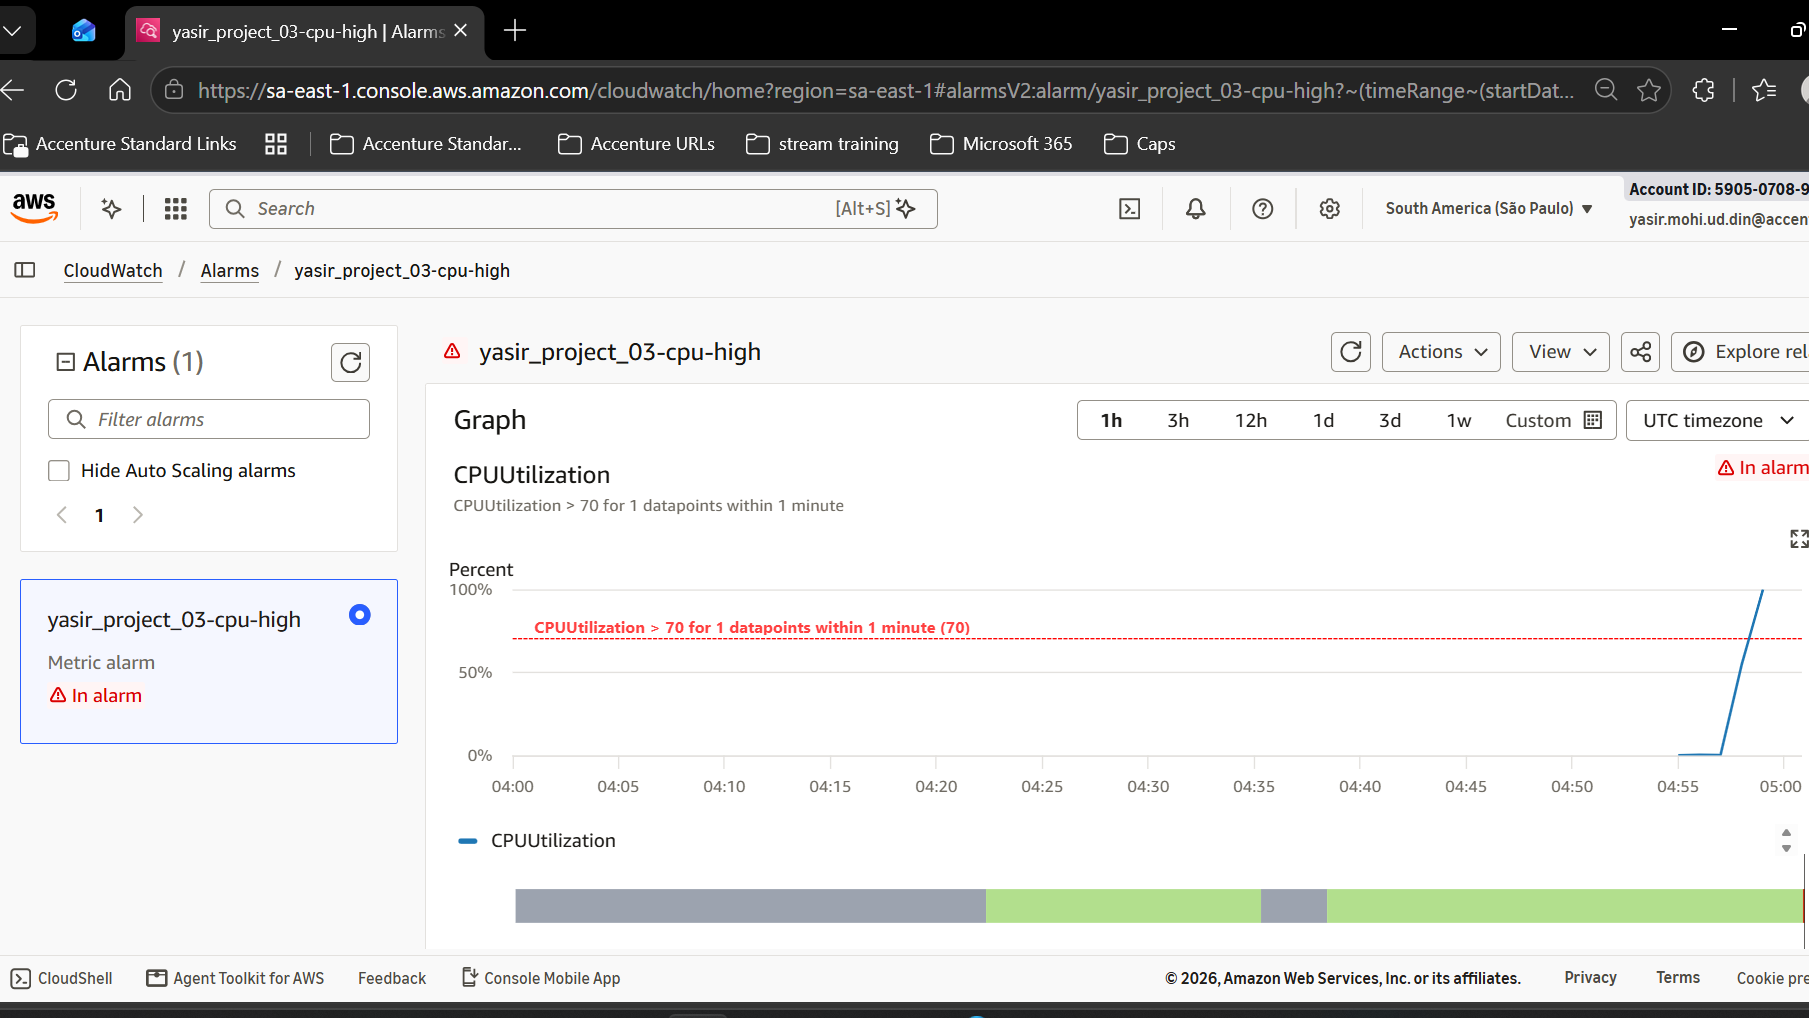 yasir_project_03-cpu-high | Alarms
https://sa-east-1.console.aws.amazon.com/cloudwatch/home?region=sa-east-1#alarmsV2:alarm/yasir_project_03-cpu-high?~(timeRange~(startDat...
Accenture Standard Links
Accenture Standar...
Accenture URLs
stream training
Microsoft 365
Caps
aws
Search
[Alt+S]
South America (São Paulo)
Account ID: 5905-0708-9
yasir.mohi.ud.din@accen
CloudWatch / Alarms / yasir_project_03-cpu-high
Alarms (1)
Filter alarms
Hide Auto Scaling alarms
1
yasir_project_03-cpu-high
Metric alarm
In alarm
yasir_project_03-cpu-high
Actions
View
Explore rel
Graph
1h 3h 12h 1d 3d 1w Custom
UTC timezone
CPUUtilization
In alarm
CPUUtilization > 70 for 1 datapoints within 1 minute
Percent
100%
CPUUtilization > 70 for 1 datapoints within 1 minute (70)
50%
0%
04:00 04:05 04:10 04:15 04:20 04:25 04:30 04:35 04:40 04:45 04:50 04:55 05:00
CPUUtilization
CloudShell
Agent Toolkit for AWS
Feedback
Console Mobile App
© 2026, Amazon Web Services, Inc. or its affiliates.
Privacy
Terms
Cookie pre